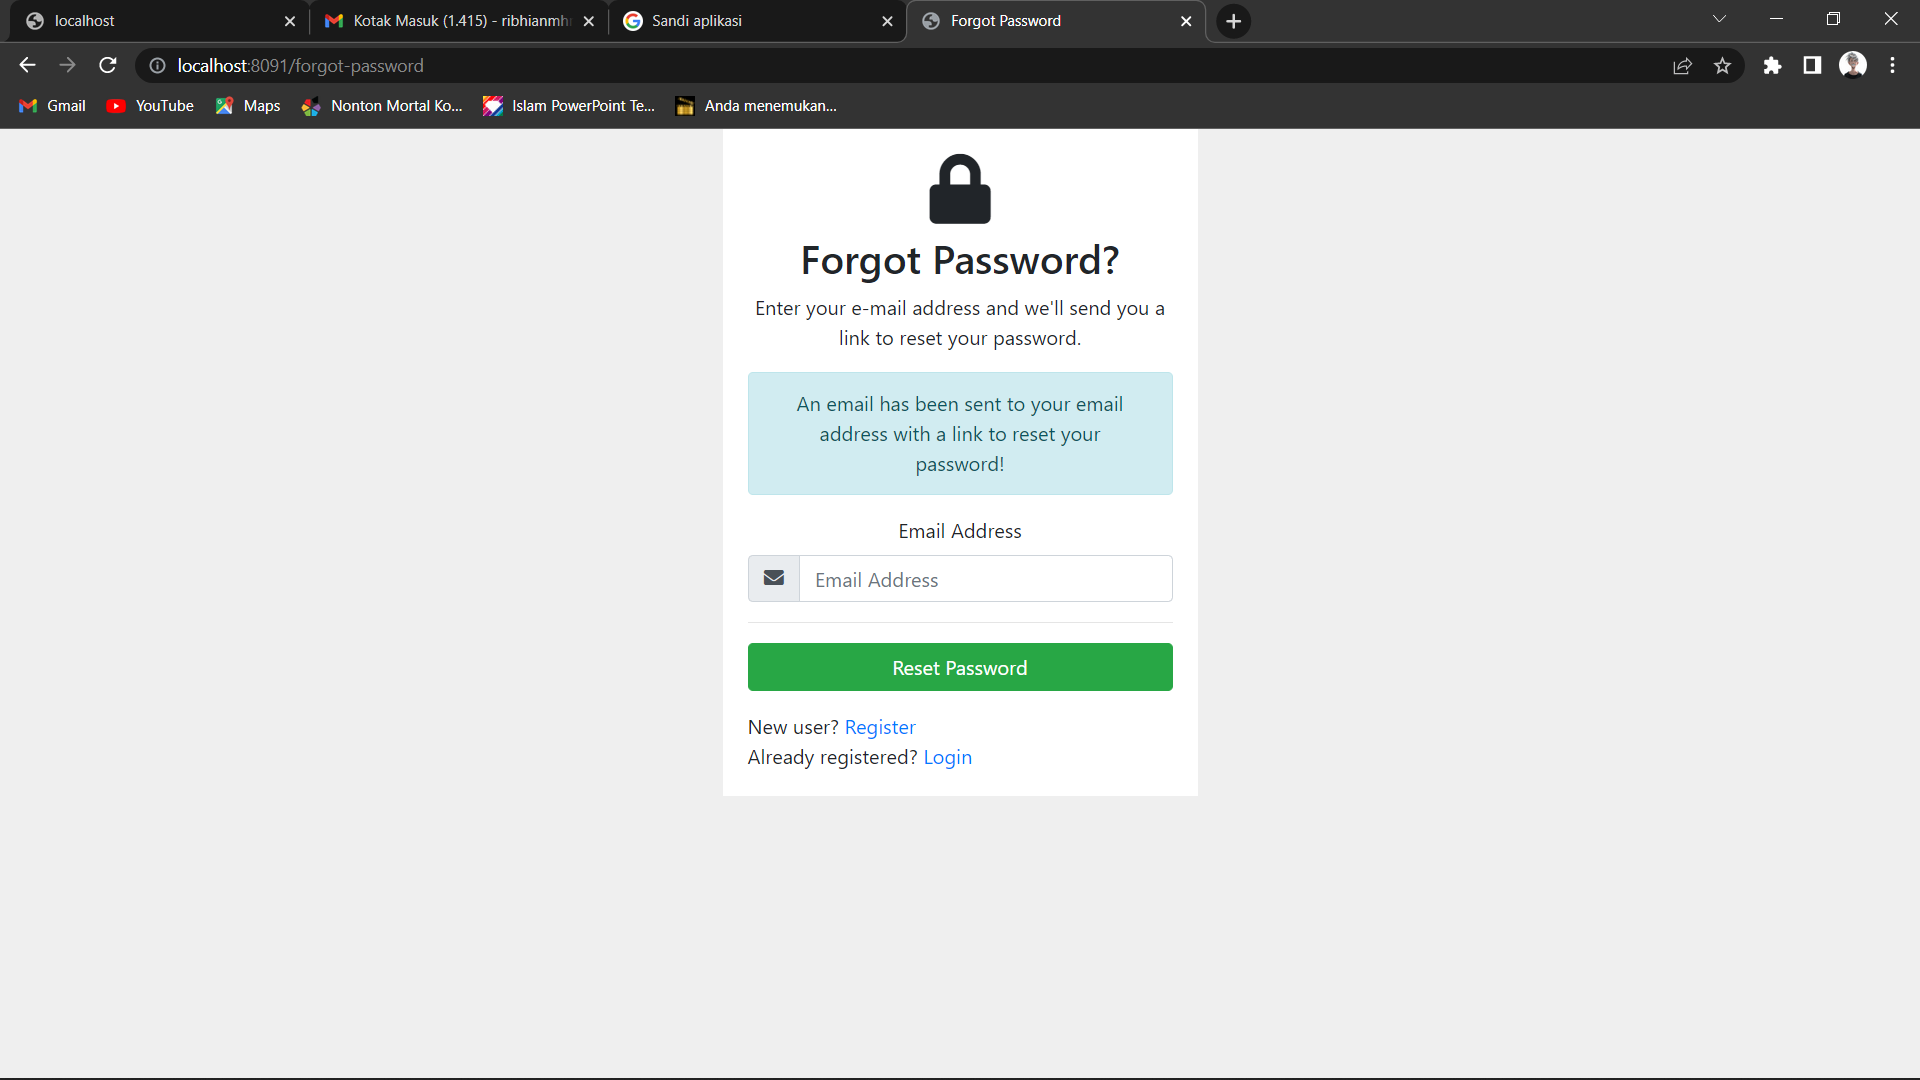 localhost
Kotak Masuk (1.415) - ribhianmh
Sandi aplikasi
Forgot Password
localhost:8091/forgot-password
Gmail
YouTube
Maps
Nonton Mortal Ko...
Islam PowerPoint Te...
Anda menemukan...
Forgot Password?
Enter your e-mail address and we'll send you a
link to reset your password.
An email has been sent to your email
address with a link to reset your
password!
Email Address
Email Address
Reset Password
New user? Register
Already registered? Login